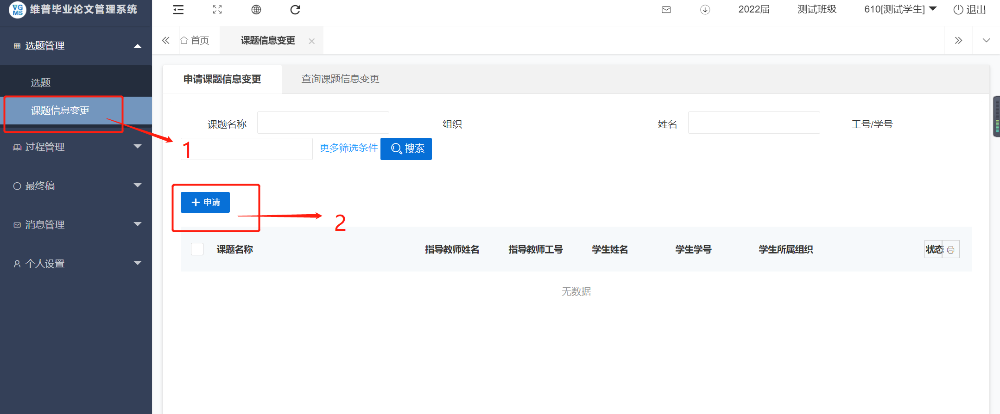 VG
MS
维普毕业论文管理系统
2022届
测试班级
610[测试学生]
退出
选题管理
首页
课题信息变更
选题
申请课题信息变更
查询课题信息变更
课题信息变更
课题名称
组织
姓名
工号/学号
过程管理
1
更多筛选条件
搜索
最终稿
申请
2
消息管理
课题名称
指导教师姓名
指导教师工号
学生姓名
学生学号
学生所属组织
状态
个人设置
无数据